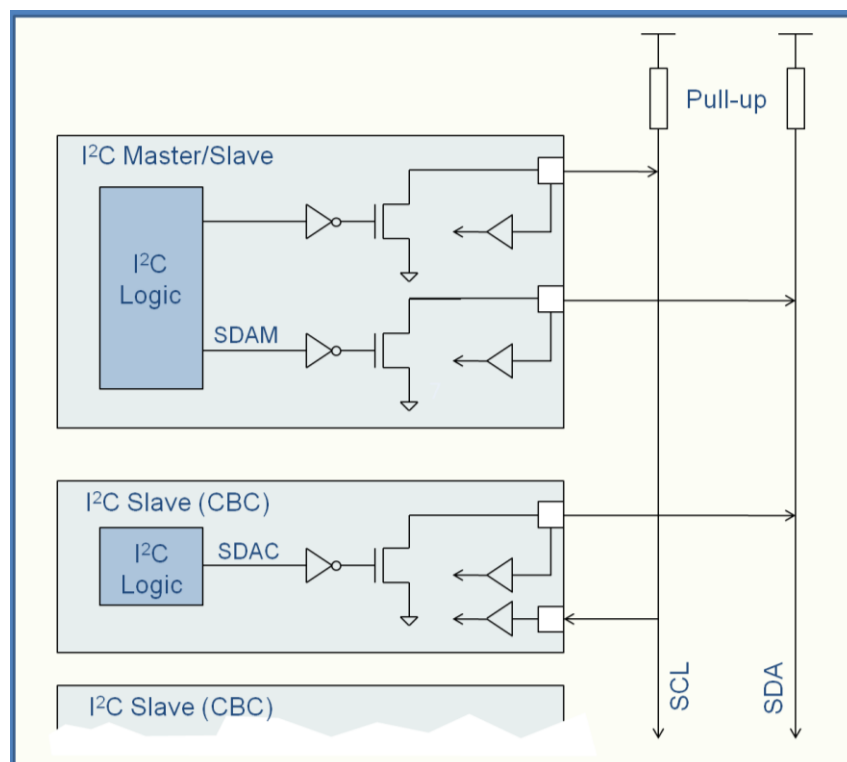 Pull-up
I²C Master/Slave
I²C
Logic
SDAM
I²C Slave (CBC)
I²C
Logic
SDAC
SCL
SDA
I²C Slave (CBC)